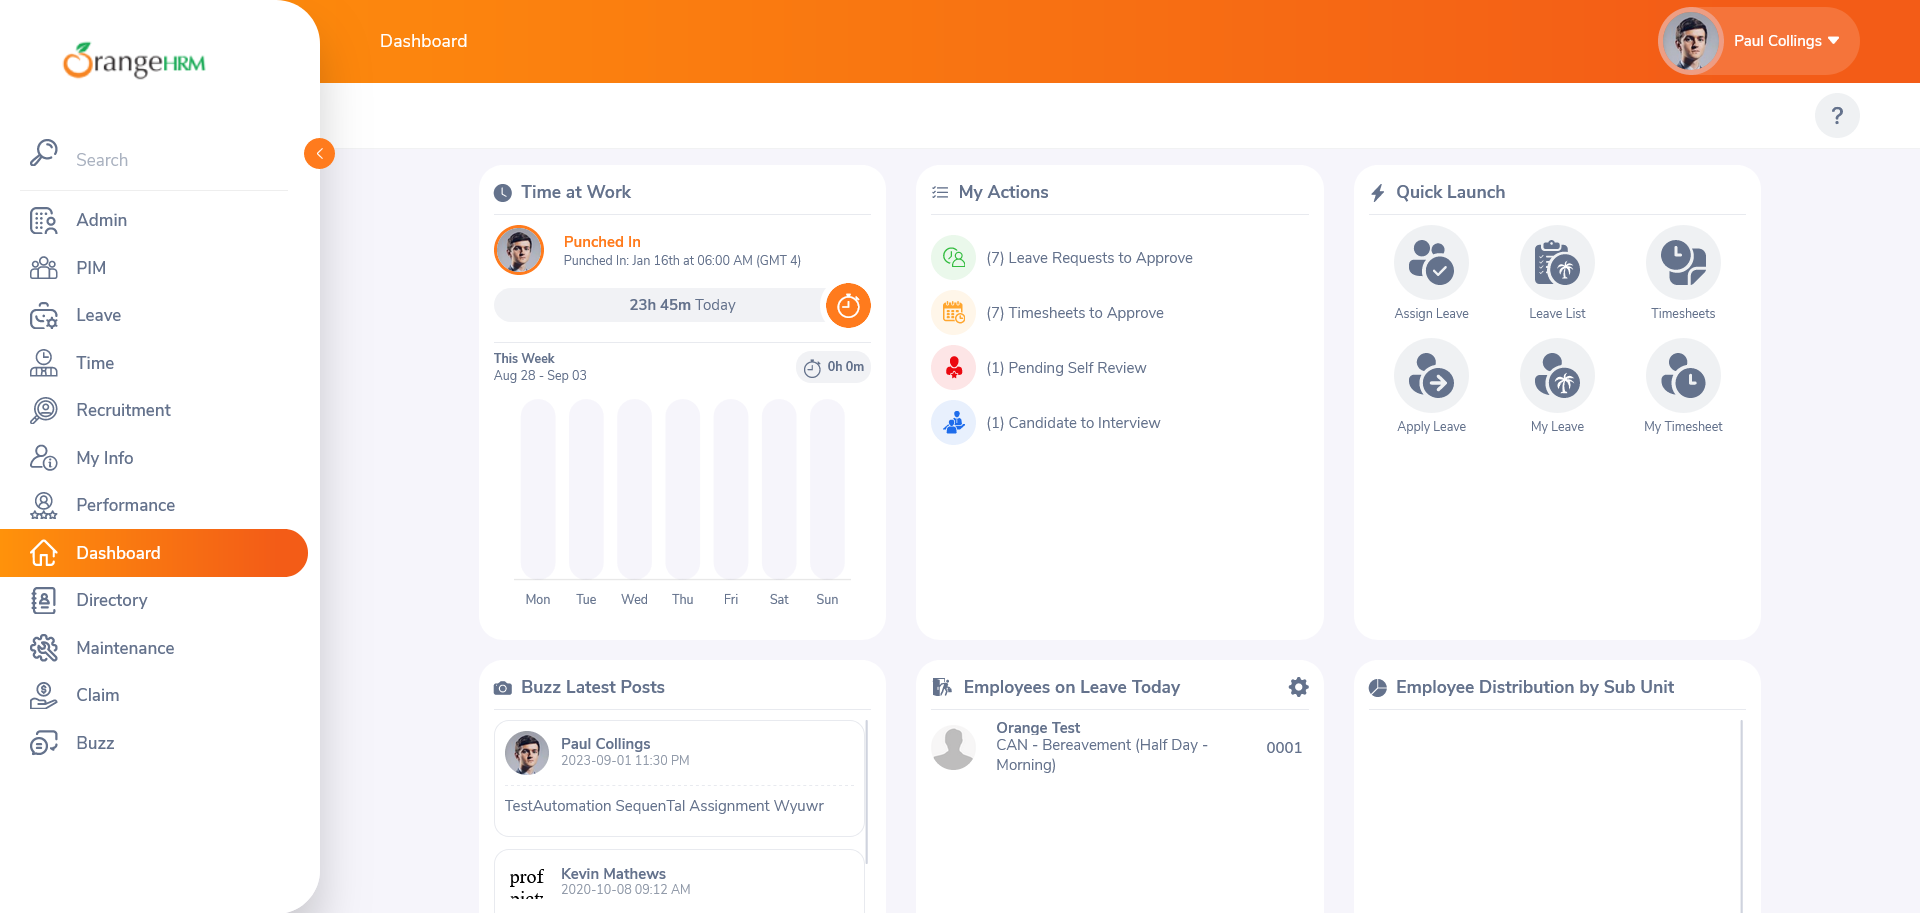 OrangeHRM
Search
Admin
PIM
Leave
Time
Recruitment
My Info
Performance
Dashboard
Directory
Maintenance
Claim
Buzz
Dashboard
Paul Collings
?
Time at Work
Punched In
Punched In: Jan 16th at 06:00 AM (GMT 4)
23h 45m Today
This Week
Aug 28 - Sep 03
0h 0m
Mon Tue Wed Thu Fri Sat Sun
My Actions
(7) Leave Requests to Approve
(7) Timesheets to Approve
(1) Pending Self Review
(1) Candidate to Interview
Quick Launch
Assign Leave
Leave List
Timesheets
Apply Leave
My Leave
My Timesheet
Buzz Latest Posts
Paul Collings
2023-09-01 11:30 PM
TestAutomation SequenTal Assignment Wyuwr
prof
Kevin Mathews
2020-10-08 09:12 AM
Employees on Leave Today
Orange Test
CAN - Bereavement (Half Day -
Morning)
0001
Employee Distribution by Sub Unit